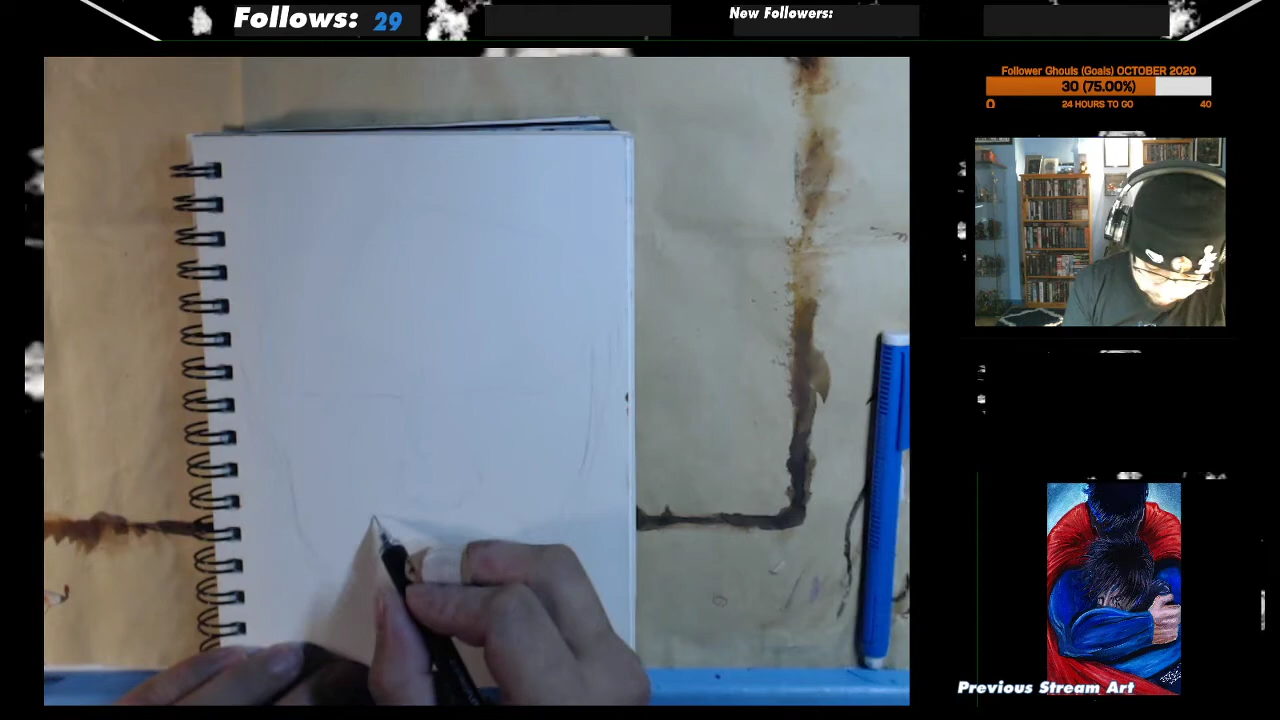 Follows: 29
New Followers:
Follower Ghouls (Goals) OCTOBER 2020
30 (75.00%)
0 24 HOURS TO GO 40
Previous Stream Art